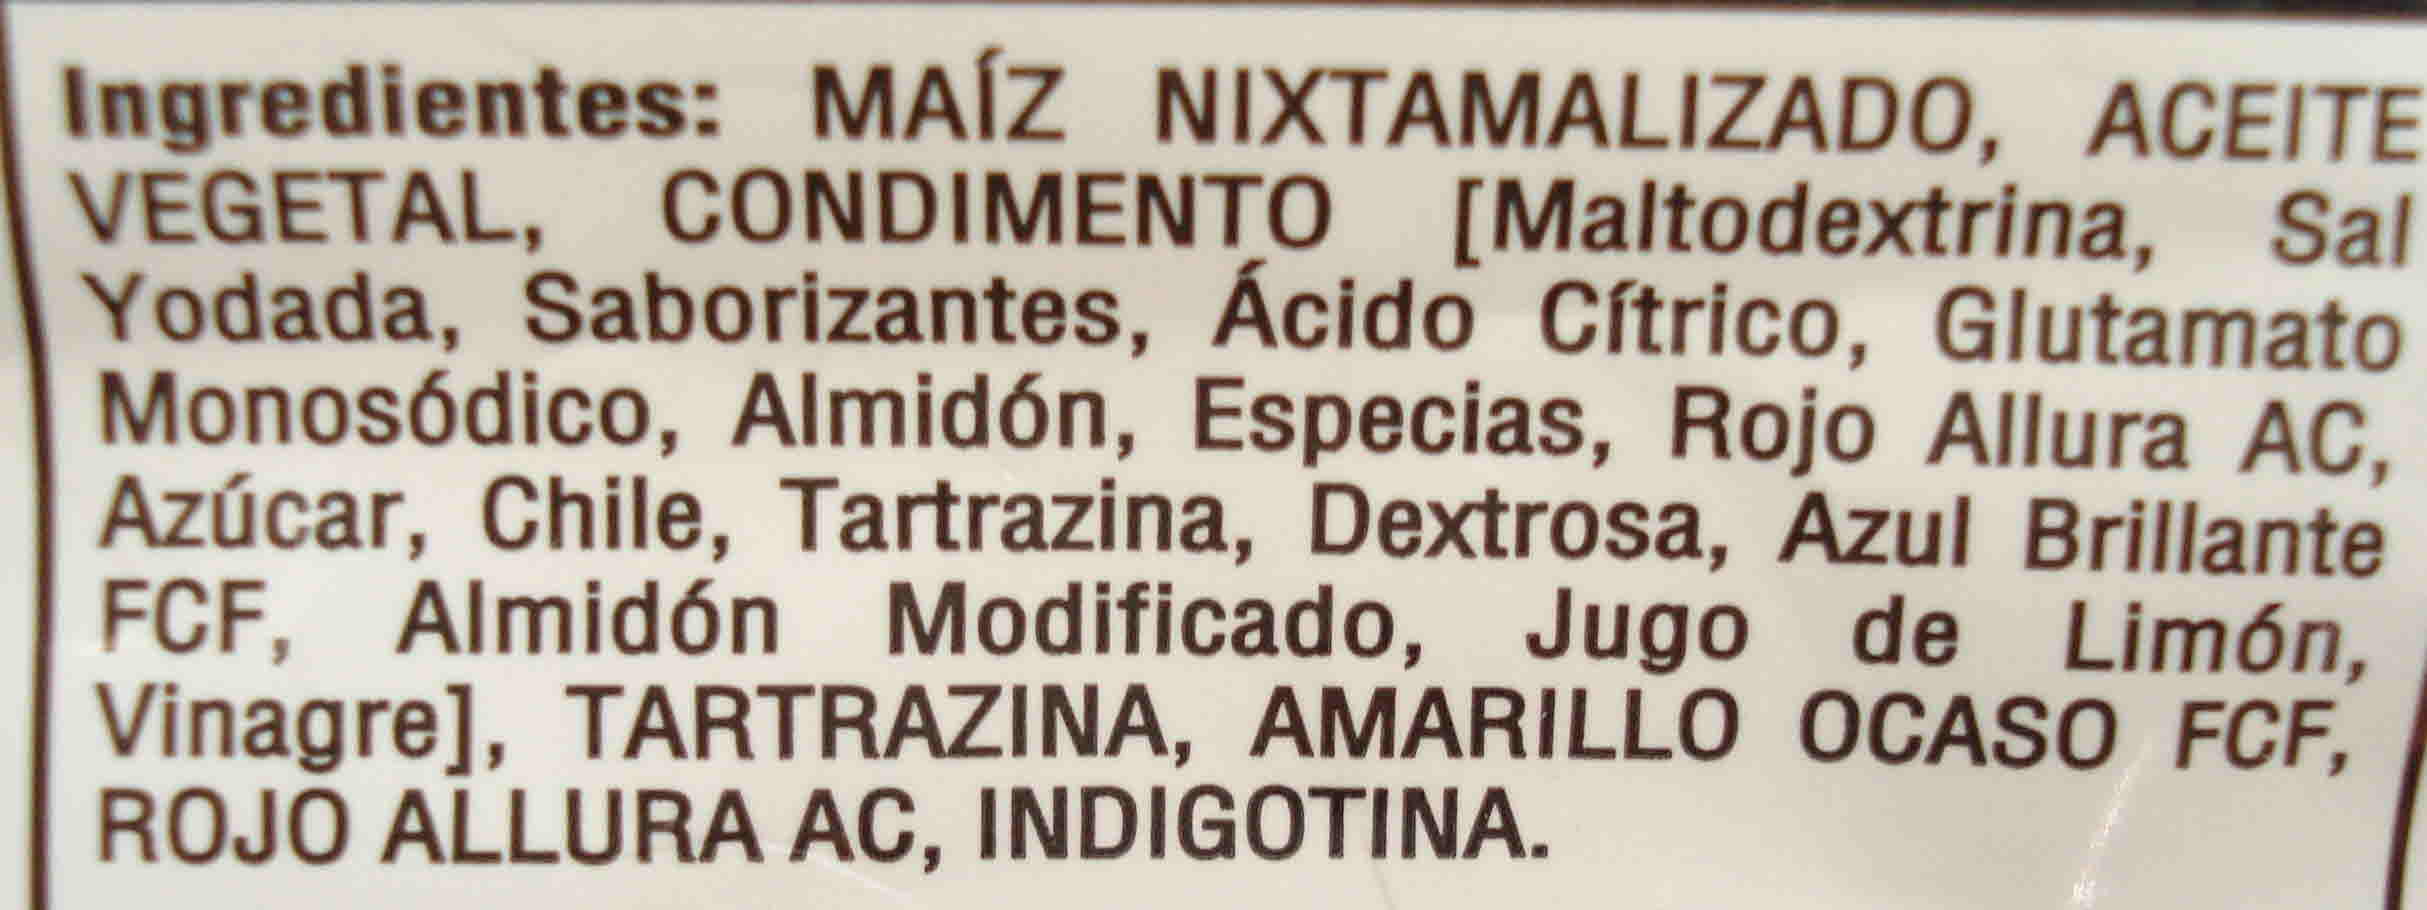 Ingredientes: MAÍZ NIXTAMALIZADO, ACEITE
VEGETAL, CONDIMENTO [Maltodextrina, Sal
Yodada, Saborizantes, Ácido Cítrico, Glutamato
Monosódico, Almidón, Especias, Rojo Allura AC,
Azúcar, Chile, Tartrazina, Dextrosa, Azul Brillante
FCF, Almidón Modificado, Jugo de Limón,
Vinagre], TARTRAZINA, AMARILLO OCASO FCF,
ROJO ALLURA AC, INDIGOTINA.